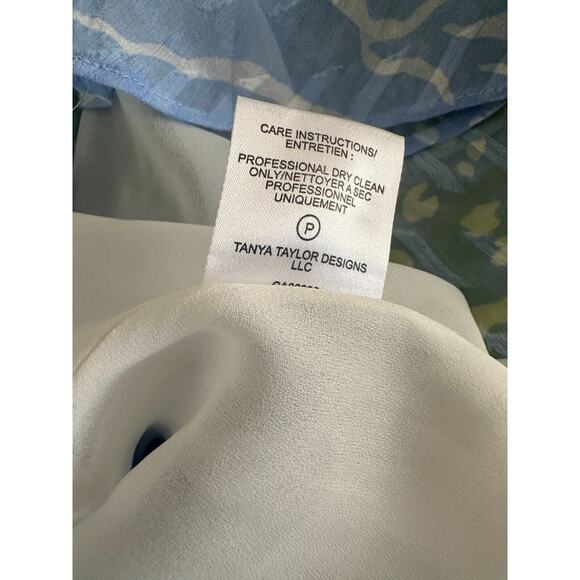 CARE INSTRUCTIONS/
ENTRETIEN :
PROFESSIONAL DRY CLEAN
ONLY/NETTOYER A SEC
PROFESSIONNEL
UNIQUEMENT
P
TANYA TAYLOR DESIGNS
LLC